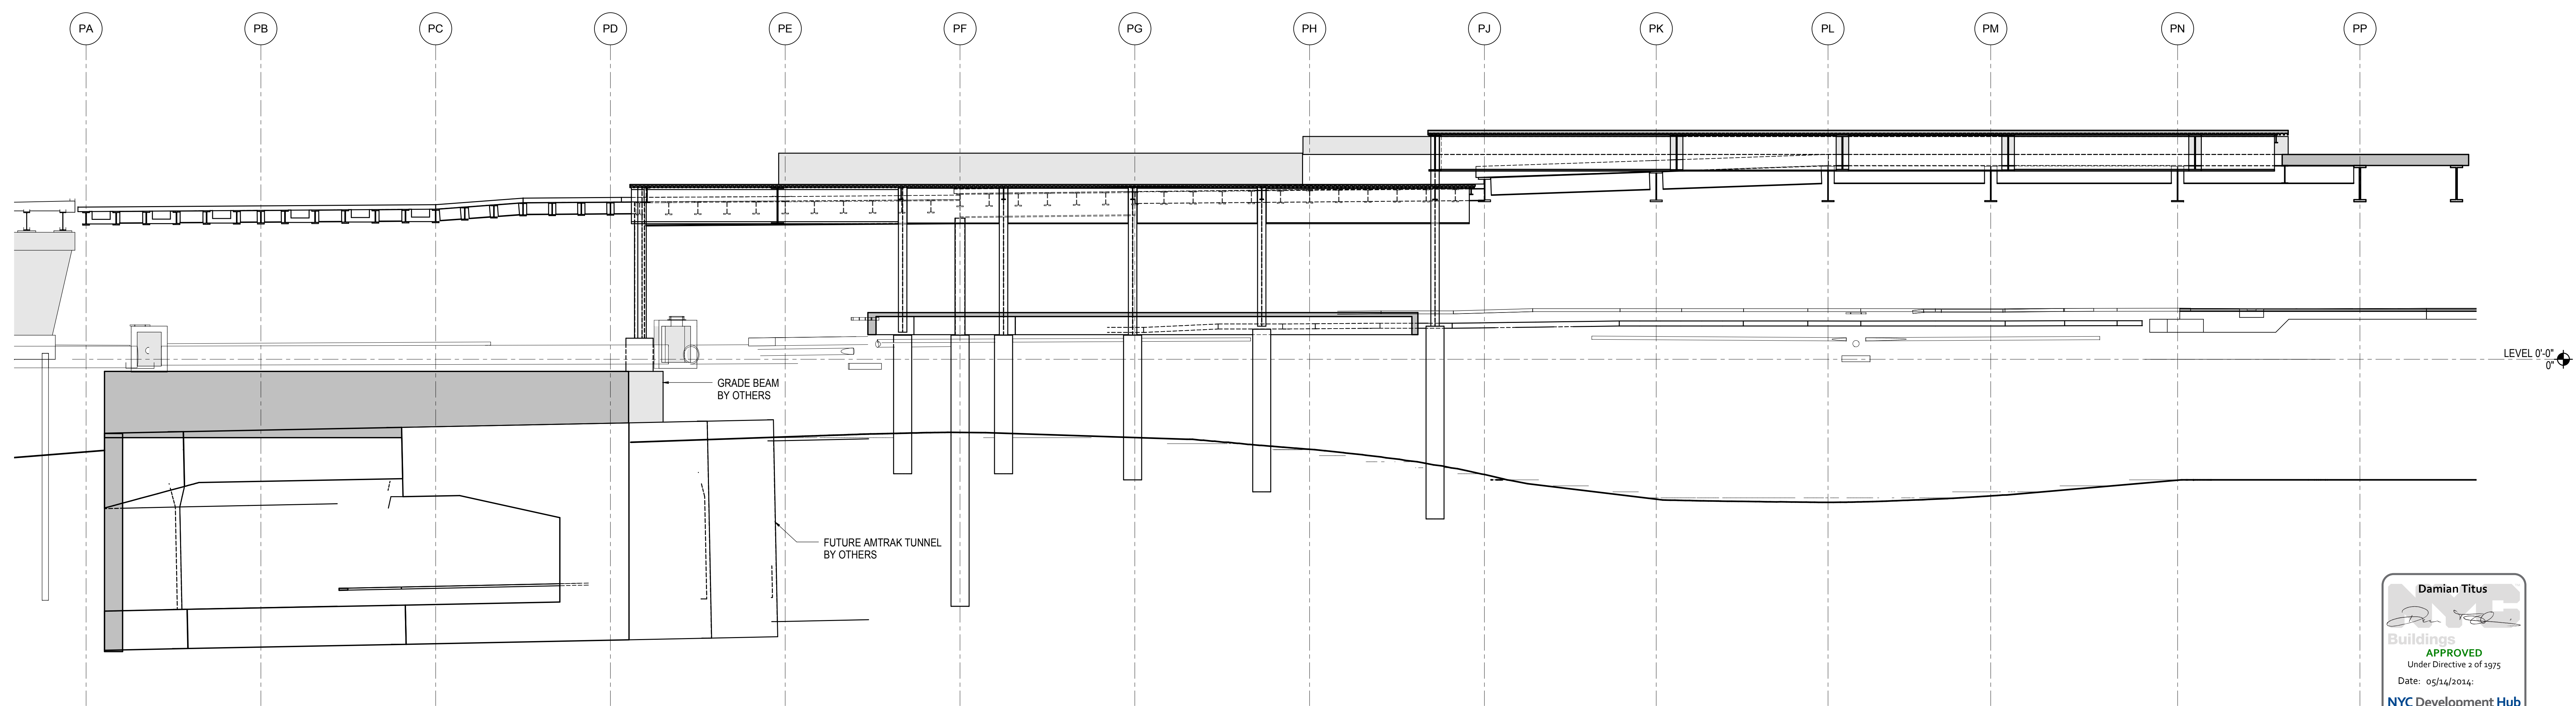 PA
PB
PC
PD
PE
PF
PG
PH
PJ
PK
PL
PM
PN
PP
LEVEL 0'-0"
0"
GRADE BEAM
BY OTHERS
FUTURE AMTRAK TUNNEL
BY OTHERS
Damian Titus
NYC
Buildings
APPROVED
Under Directive 2 of 1975
Date: 05/14/2014:
NYC Development Hub